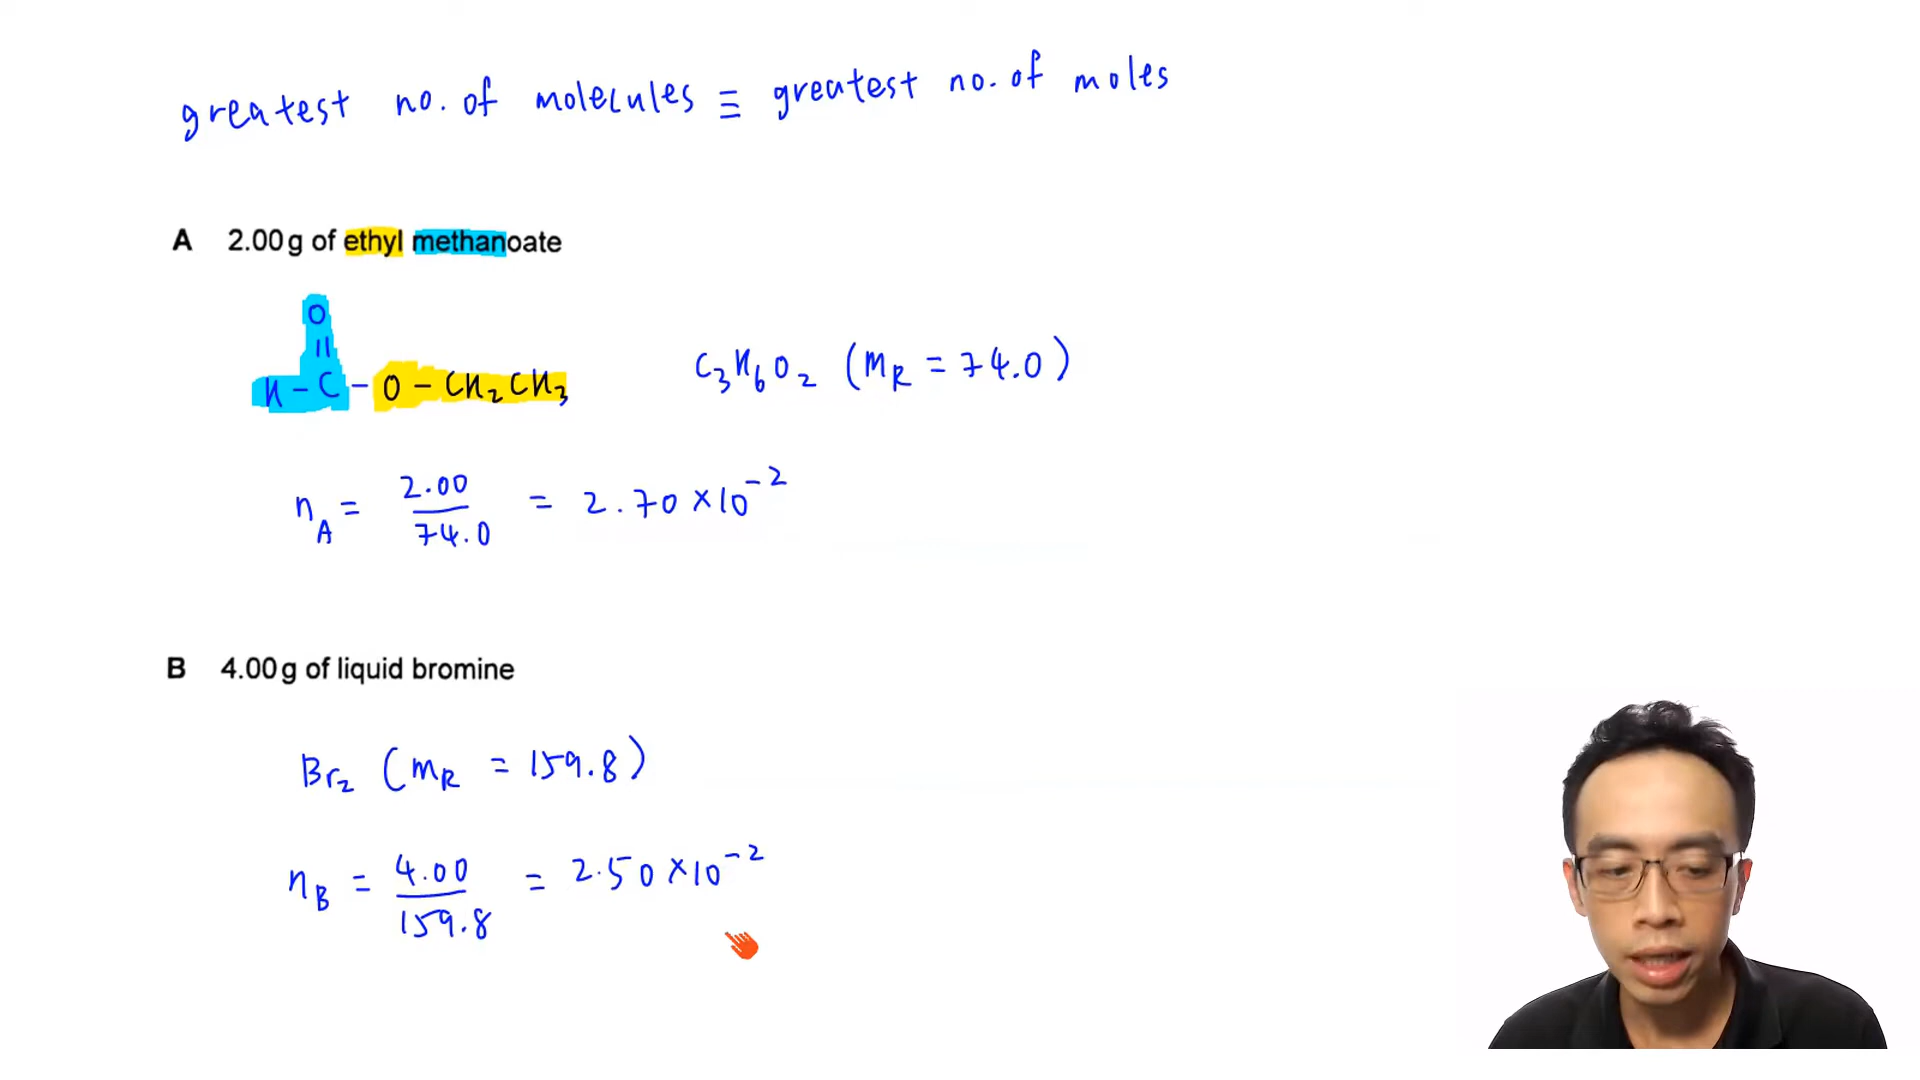 greatest no. of molecules ≡ greatest no. of moles
A 2.00 g of ethyl methanoate
O
||
H – C – O – CH₂CH₃
C₃H₆O₂ (MR = 74.0)
nA = 2.00/74.0 = 2.70 ×10⁻²
B 4.00 g of liquid bromine
Br₂ (MR = 159.8)
nB = 4.00/159.8 = 2.50 ×10⁻²